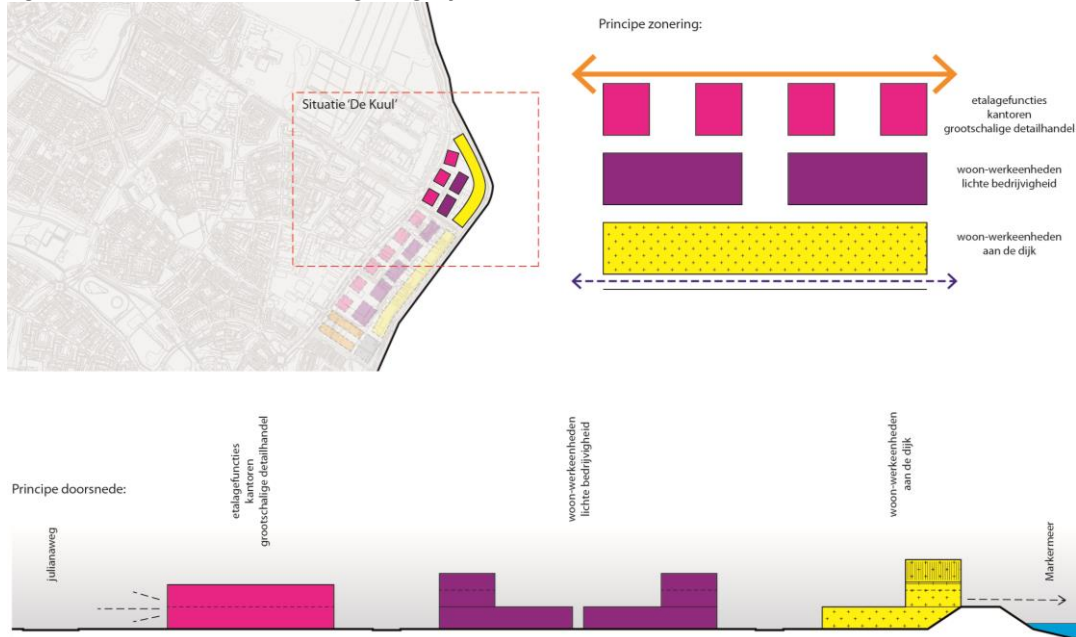 Principe zonering:
Situatie ‘De Kuul’
etalagefuncties
kantoren
grootschalige detailhandel
woon-werkeenheden
lichte bedrijvigheid
woon-werkeenheden
aan de dijk
Principe doorsnede:
julianaweg
etalagefuncties
kantoren
grootschalige detailhandel
woon-werkeenheden
lichte bedrijvigheid
woon-werkeenheden
aan de dijk
Markermeer